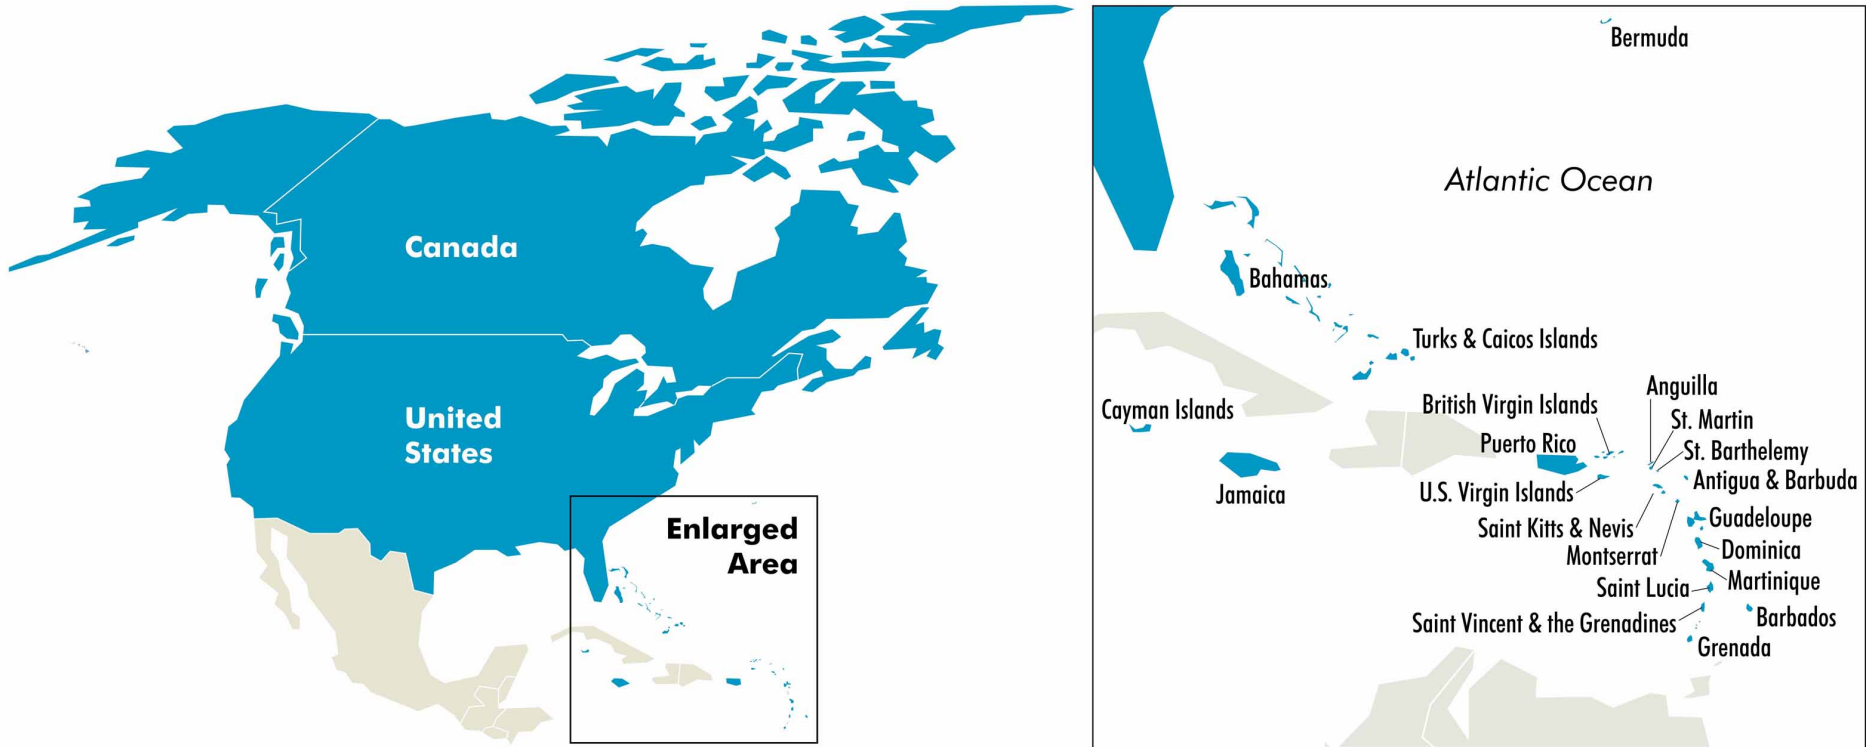 Canada
United
States
Enlarged
Area
Bermuda
Atlantic Ocean
Bahamas
Turks & Caicos Islands
Cayman Islands
Jamaica
British Virgin Islands
Puerto Rico
U.S. Virgin Islands
Anguilla
St. Martin
St. Barthelemy
Antigua & Barbuda
Saint Kitts & Nevis
Montserrat
Guadeloupe
Dominica
Martinique
Saint Lucia
Barbados
Saint Vincent & the Grenadines
Grenada